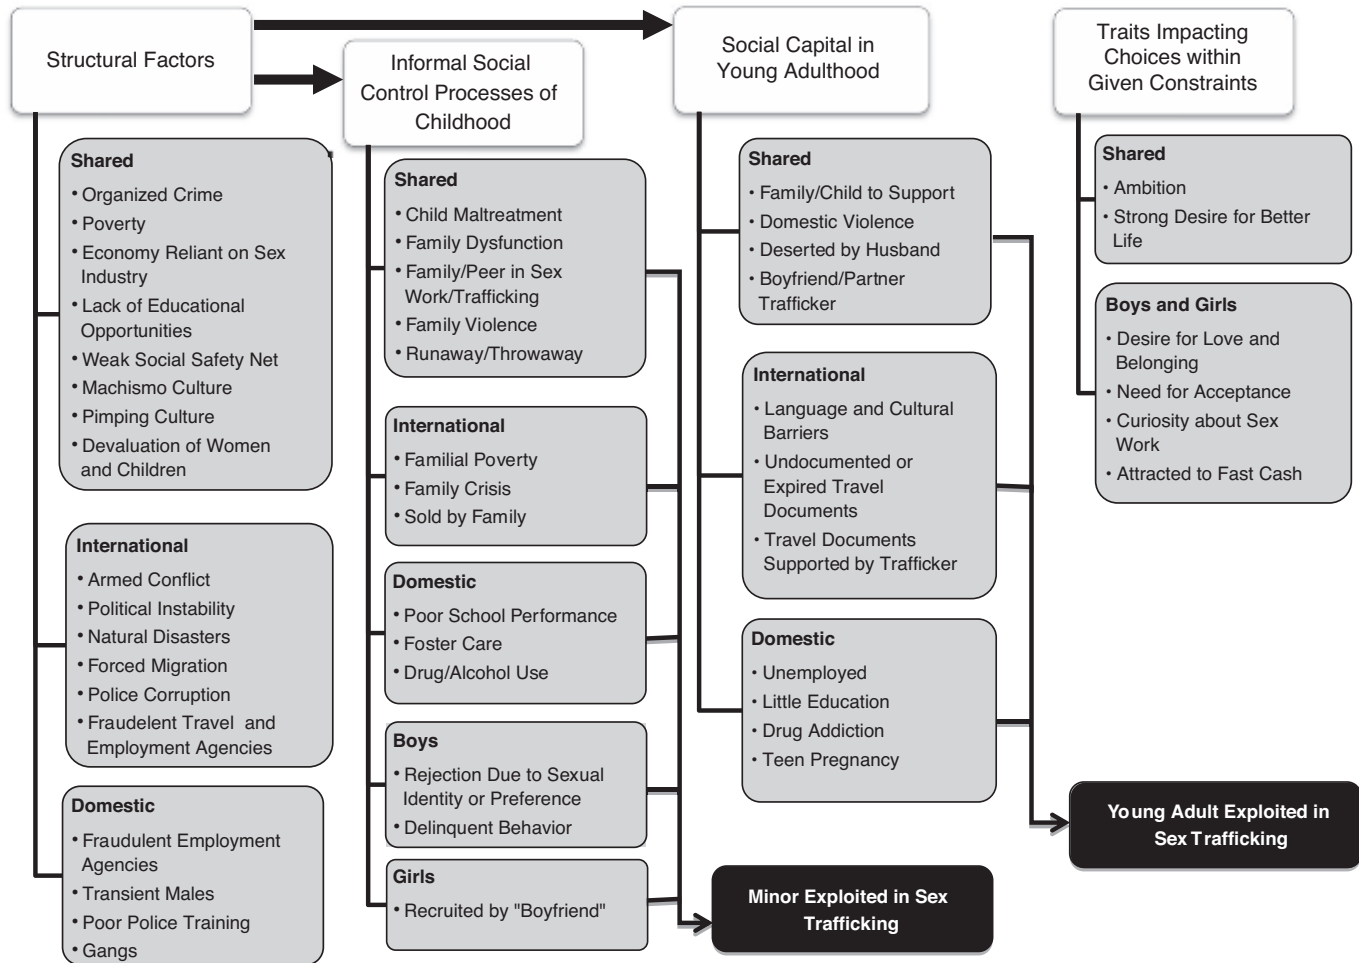 Structural Factors
Shared
• Organized Crime
• Poverty
• Economy Reliant on Sex
Industry
• Lack of Educational
Opportunities
• Weak Social Safety Net
• Machismo Culture
• Pimping Culture
• Devaluation of Women
and Children
International
• Armed Conflict
• Political Instability
• Natural Disasters
• Forced Migration
• Police Corruption
• Fraudelent Travel and
Employment Agencies
Domestic
• Fraudulent Employment
Agencies
• Transient Males
• Poor Police Training
• Gangs
Informal Social
Control Processes of
Childhood
Shared
• Child Maltreatment
• Family Dysfunction
• Family/Peer in Sex
Work/Trafficking
• Family Violence
• Runaway/Throwaway
International
• Familial Poverty
• Family Crisis
• Sold by Family
Domestic
• Poor School Performance
• Foster Care
• Drug/Alcohol Use
Boys
• Rejection Due to Sexual
Identity or Preference
• Delinquent Behavior
Girls
• Recruited by "Boyfriend"
Social Capital in
Young Adulthood
Shared
• Family/Child to Support
• Domestic Violence
• Deserted by Husband
• Boyfriend/Partner
Trafficker
International
• Language and Cultural
Barriers
• Undocumented or
Expired Travel
Documents
• Travel Documents
Supported by Trafficker
Domestic
• Unemployed
• Little Education
• Drug Addiction
• Teen Pregnancy
Minor Exploited in Sex
Trafficking
Traits Impacting
Choices within
Given Constraints
Shared
• Ambition
• Strong Desire for Better
Life
Boys and Girls
• Desire for Love and
Belonging
• Need for Acceptance
• Curiosity about Sex
Work
• Attracted to Fast Cash
Young Adult Exploited in
Sex Trafficking